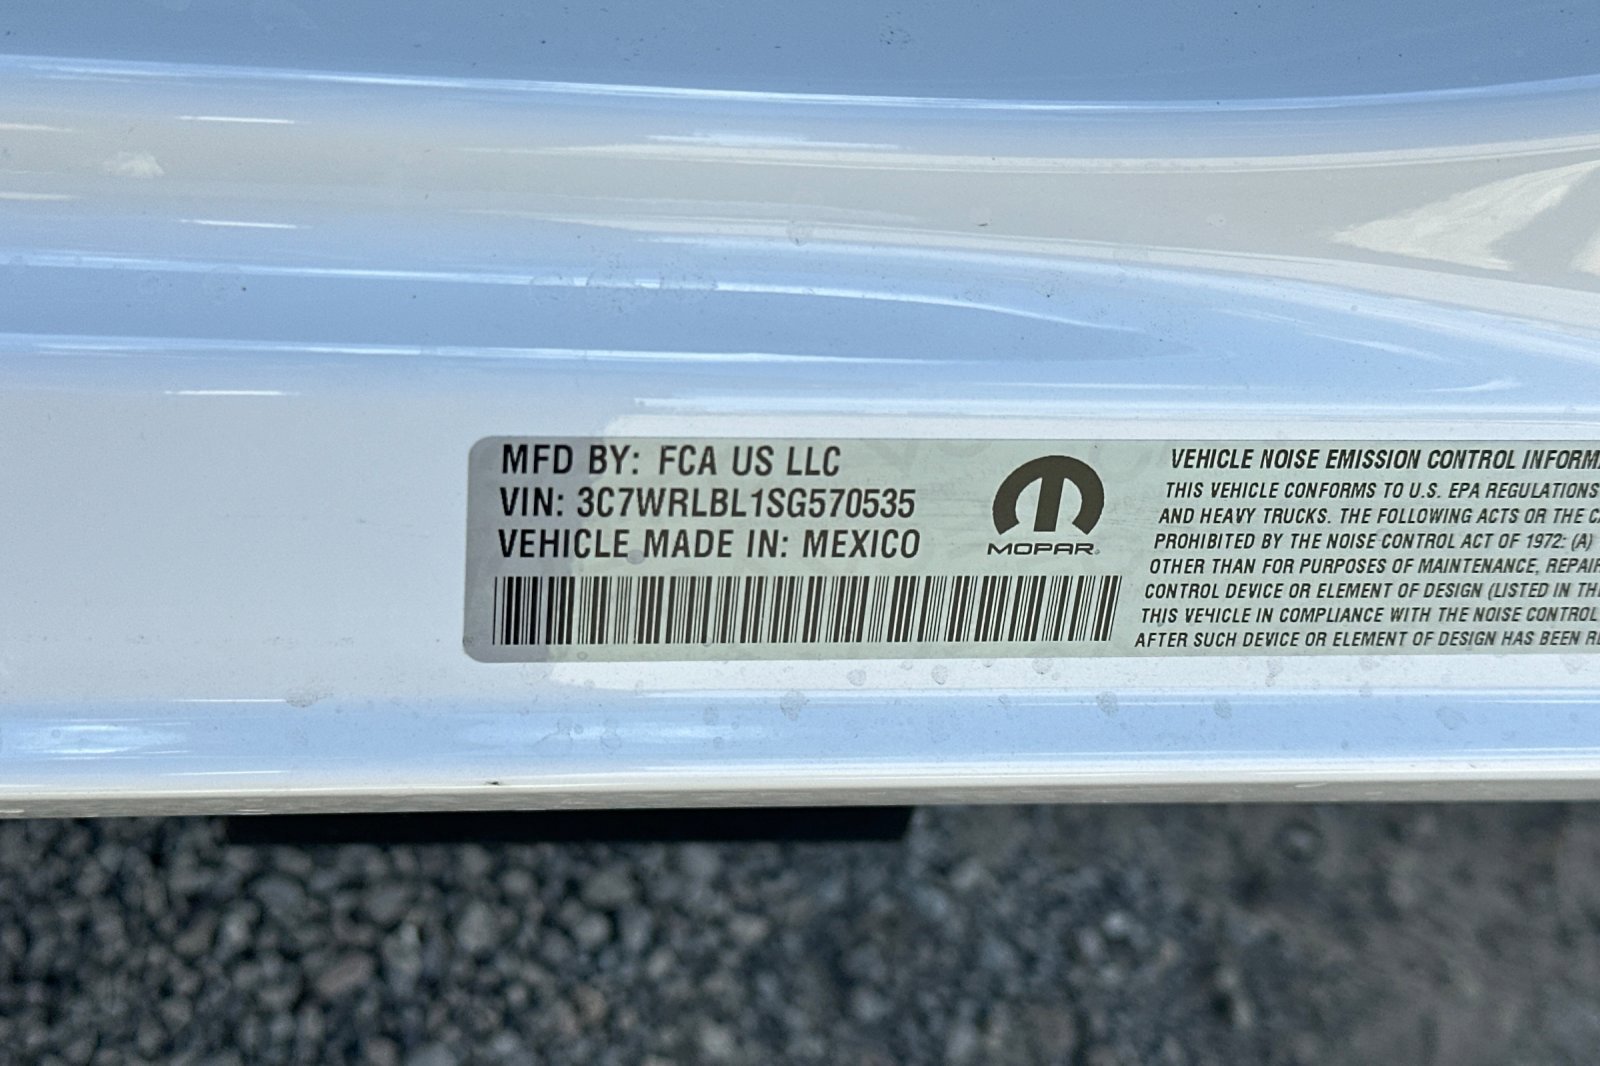 MFD BY: FCA US LLC
VIN: 3C7WRLBL1SG570535
VEHICLE MADE IN: MEXICO
MOPAR
VEHICLE NOISE EMISSION CONTROL
THIS VEHICLE CONFORMS TO U.S. EPA REGULATIONS
AND HEAVY TRUCKS. THE FOLLOWING ACTS OR THE
PROHIBITED BY THE NOISE CONTROL ACT OF 1972: (A)
OTHER THAN FOR PURPOSES OF MAINTENANCE, REPAIR
CONTROL DEVICE OR ELEMENT OF DESIGN (LISTED IN
THIS VEHICLE IN COMPLIANCE WITH THE NOISE CONTROL
AFTER SUCH DEVICE OR ELEMENT OF DESIGN HAS BEEN